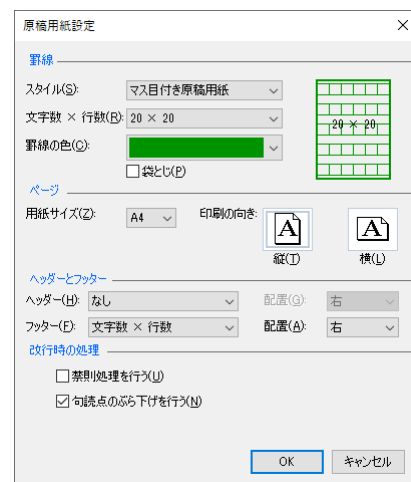 原稿用紙設定
罫線
スタイル(S): マス目付き原稿用紙
文字数 × 行数(R): 20 × 20
20 × 20
罫線の色(C):
袋とじ(P)
ページ
用紙サイズ(Z): A4 印刷の向き: A A
縦(T) 横(L)
ヘッダーとフッター
ヘッダー(H): なし 配置(G): 右
フッター(F): 文字数 × 行数 配置(A): 右
改行時の処理
禁則処理を行う(U)
句読点のぶら下げを行う(N)
OK キャンセル